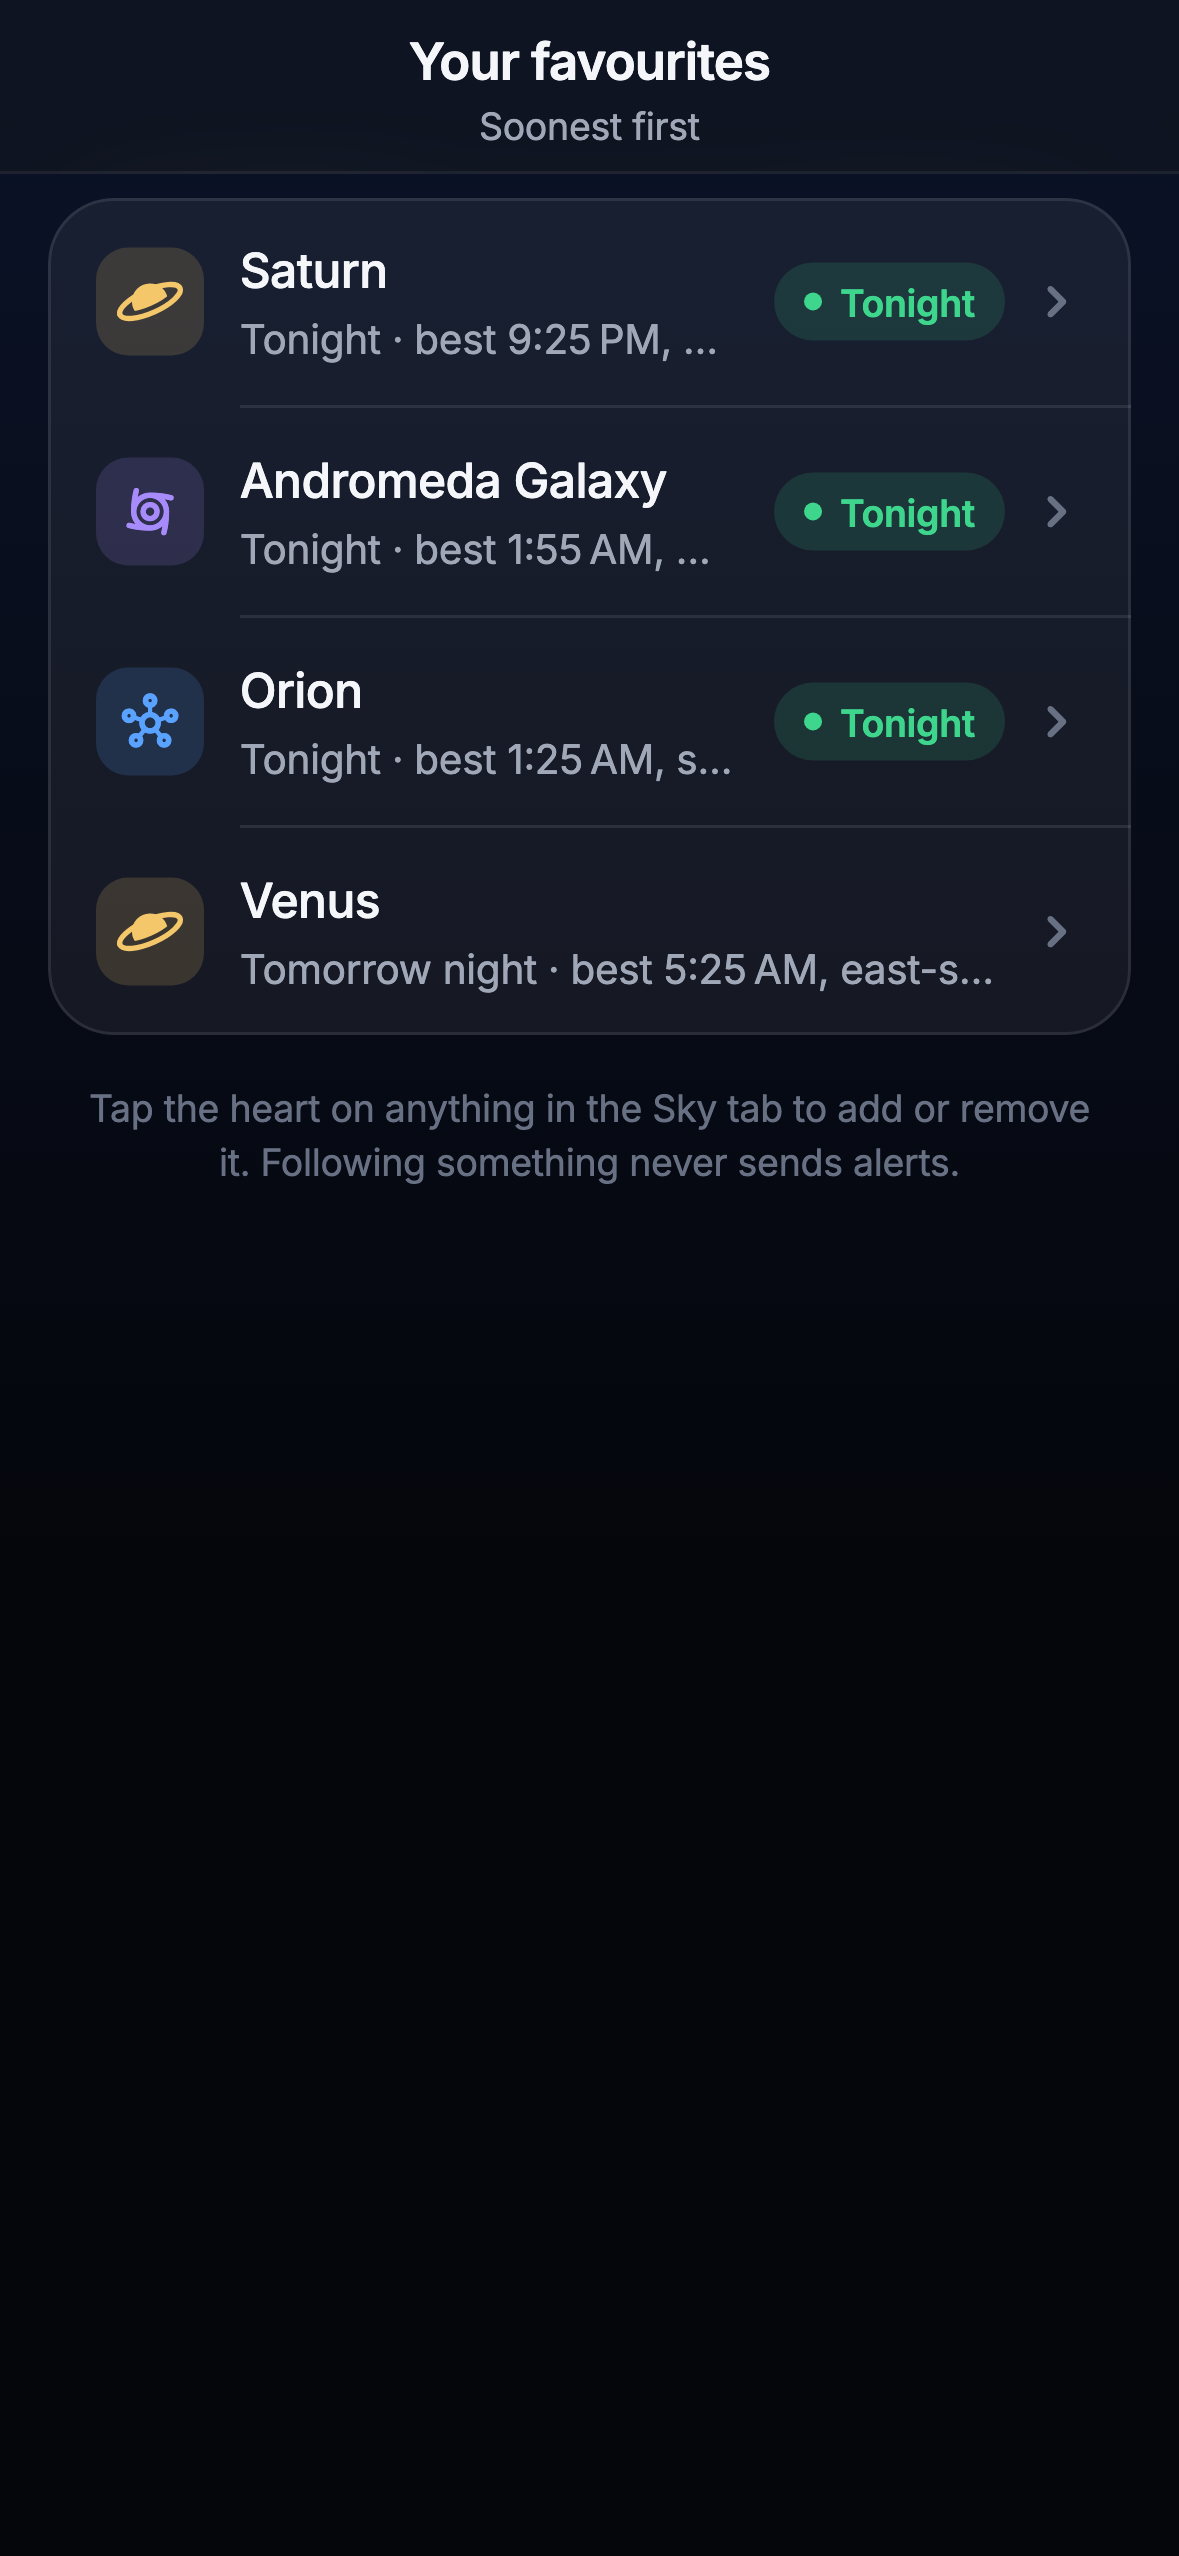 Your favourites
Soonest first
Saturn
Tonight · best 9:25 PM, ...
Tonight
Andromeda Galaxy
Tonight · best 1:55 AM, ...
Tonight
Orion
Tonight · best 1:25 AM, s...
Tonight
Venus
Tomorrow night · best 5:25 AM, east-s...
Tap the heart on anything in the Sky tab to add or remove
it. Following something never sends alerts.